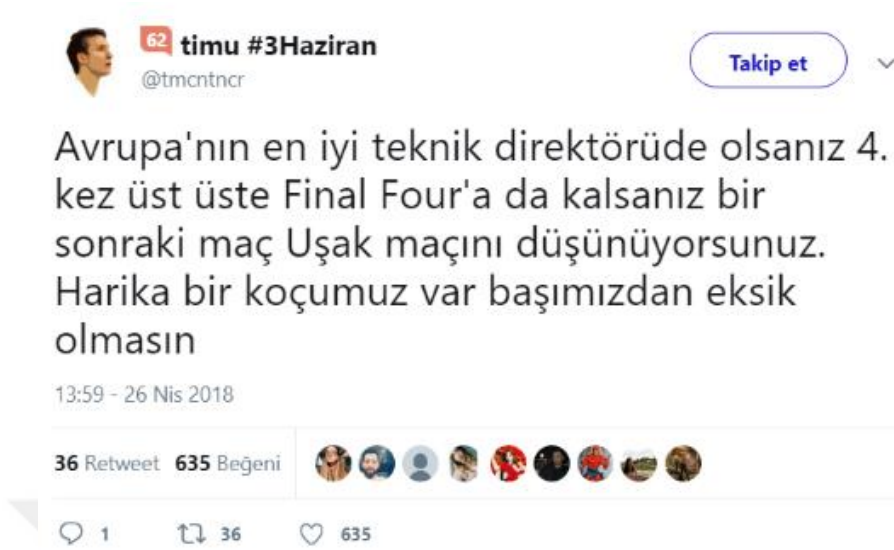 62 timu #3Haziran
@tmcntncr
Takip et
Avrupa'nın en iyi teknik direktörüde olsanız 4.
kez üst üste Final Four'a da kalsanız bir
sonraki maç Uşak maçını düşünüyorsunuz.
Harika bir koçumuz var başımızdan eksik
olmasın
13:59 - 26 Nis 2018
36 Retweet 635 Beğeni
1 36 635